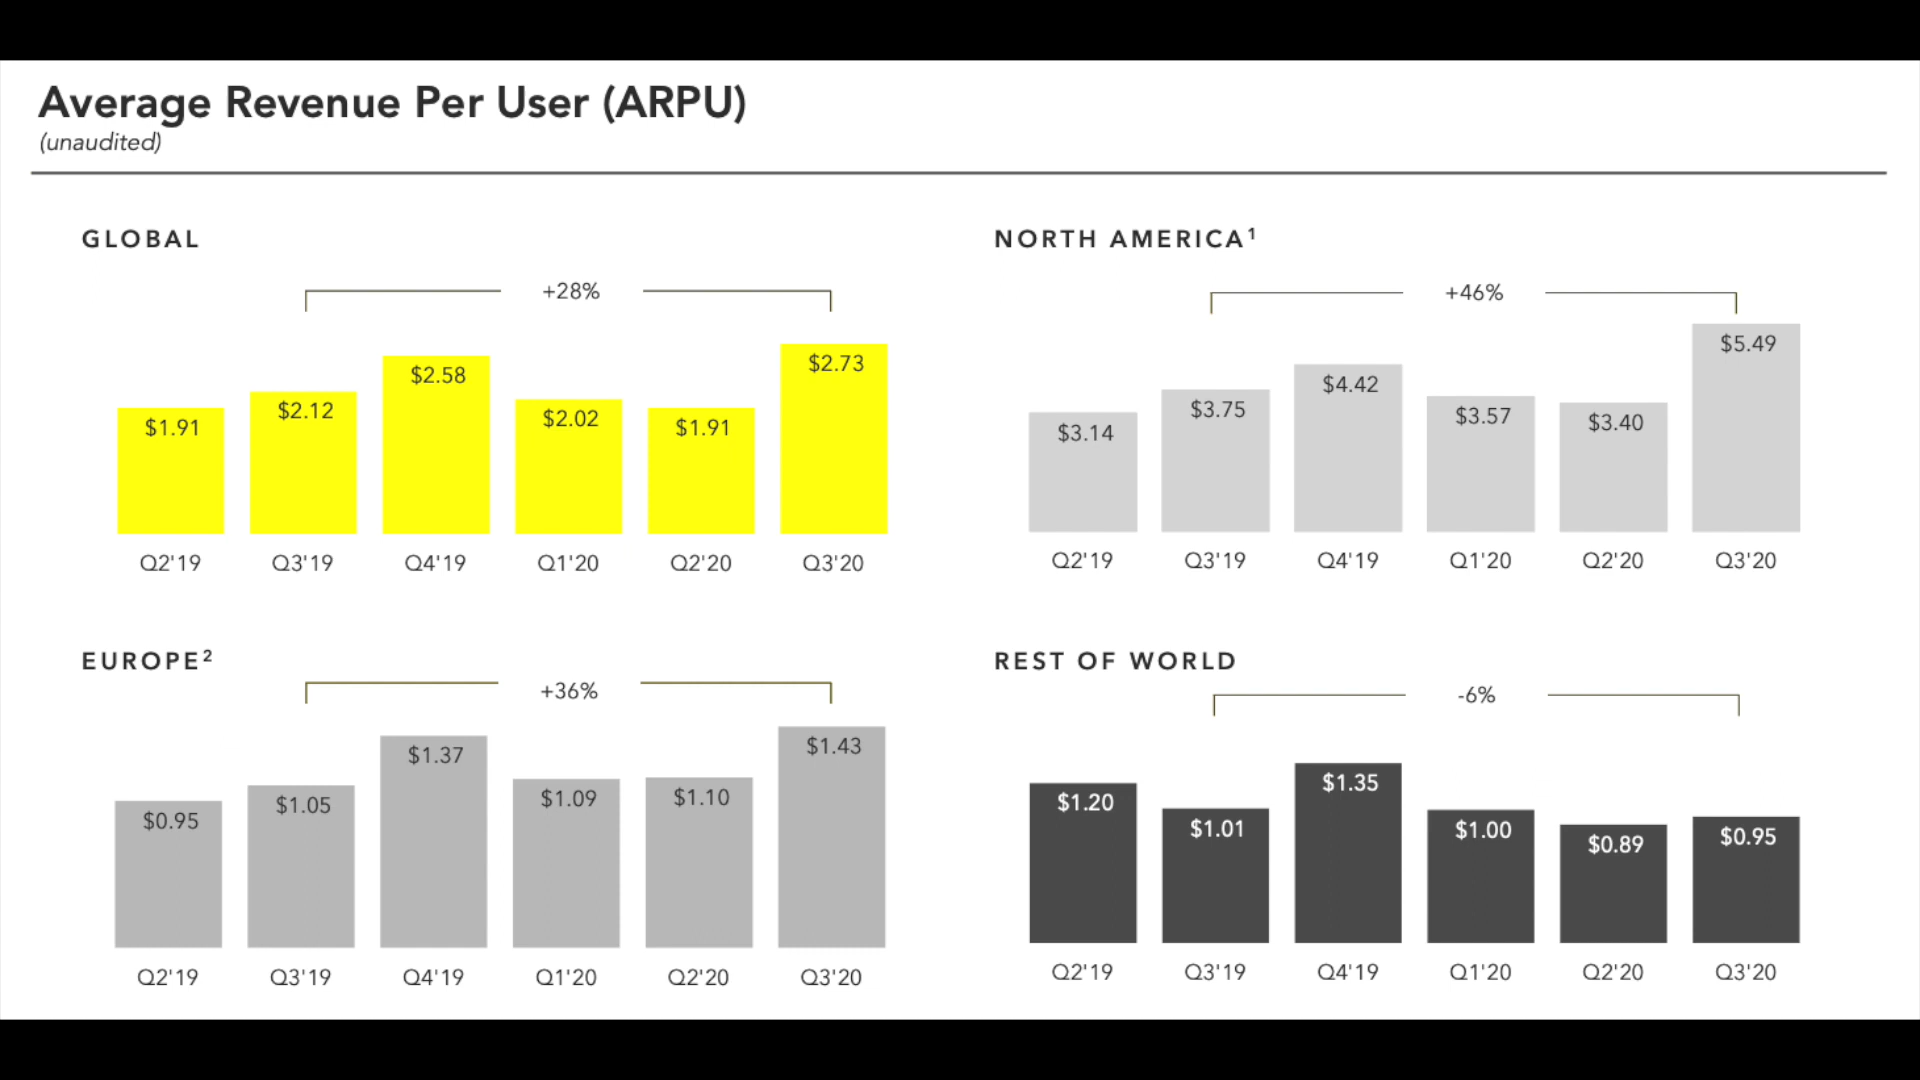 Average Revenue Per User (ARPU)
(unaudited)
GLOBAL
+28%
$1.91
$2.12
$2.58
$2.02
$1.91
$2.73
Q2'19
Q3'19
Q4'19
Q1'20
Q2'20
Q3'20
NORTH AMERICA¹
+46%
$3.14
$3.75
$4.42
$3.57
$3.40
$5.49
Q2'19
Q3'19
Q4'19
Q1'20
Q2'20
Q3'20
EUROPE²
+36%
$0.95
$1.05
$1.37
$1.09
$1.10
$1.43
Q2'19
Q3'19
Q4'19
Q1'20
Q2'20
Q3'20
REST OF WORLD
-6%
$1.20
$1.01
$1.35
$1.00
$0.89
$0.95
Q2'19
Q3'19
Q4'19
Q1'20
Q2'20
Q3'20